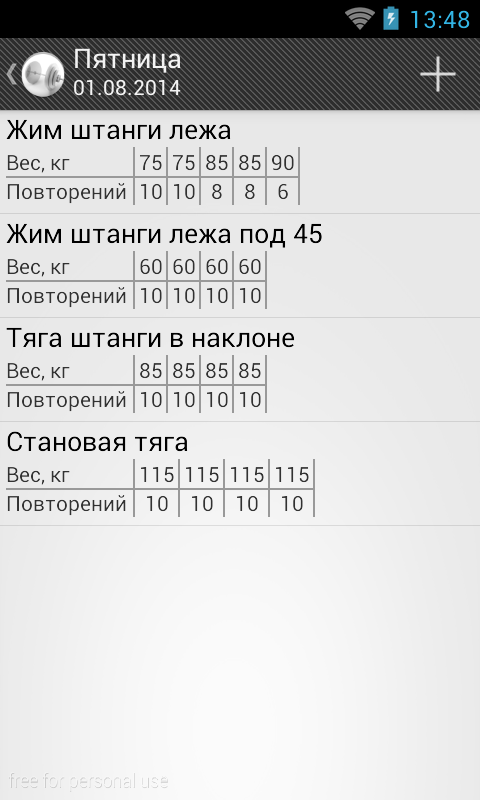 13:48
Пятница
01.08.2014
Жим штанги лежа
Вес, кг 75 75 85 85 90
Повторений 10 10 8 8 6
Жим штанги лежа под 45
Вес, кг 60 60 60 60
Повторений 10 10 10 10
Тяга штанги в наклоне
Вес, кг 85 85 85 85
Повторений 10 10 10 10
Становая тяга
Вес, кг 115 115 115 115
Повторений 10 10 10 10
free for personal use